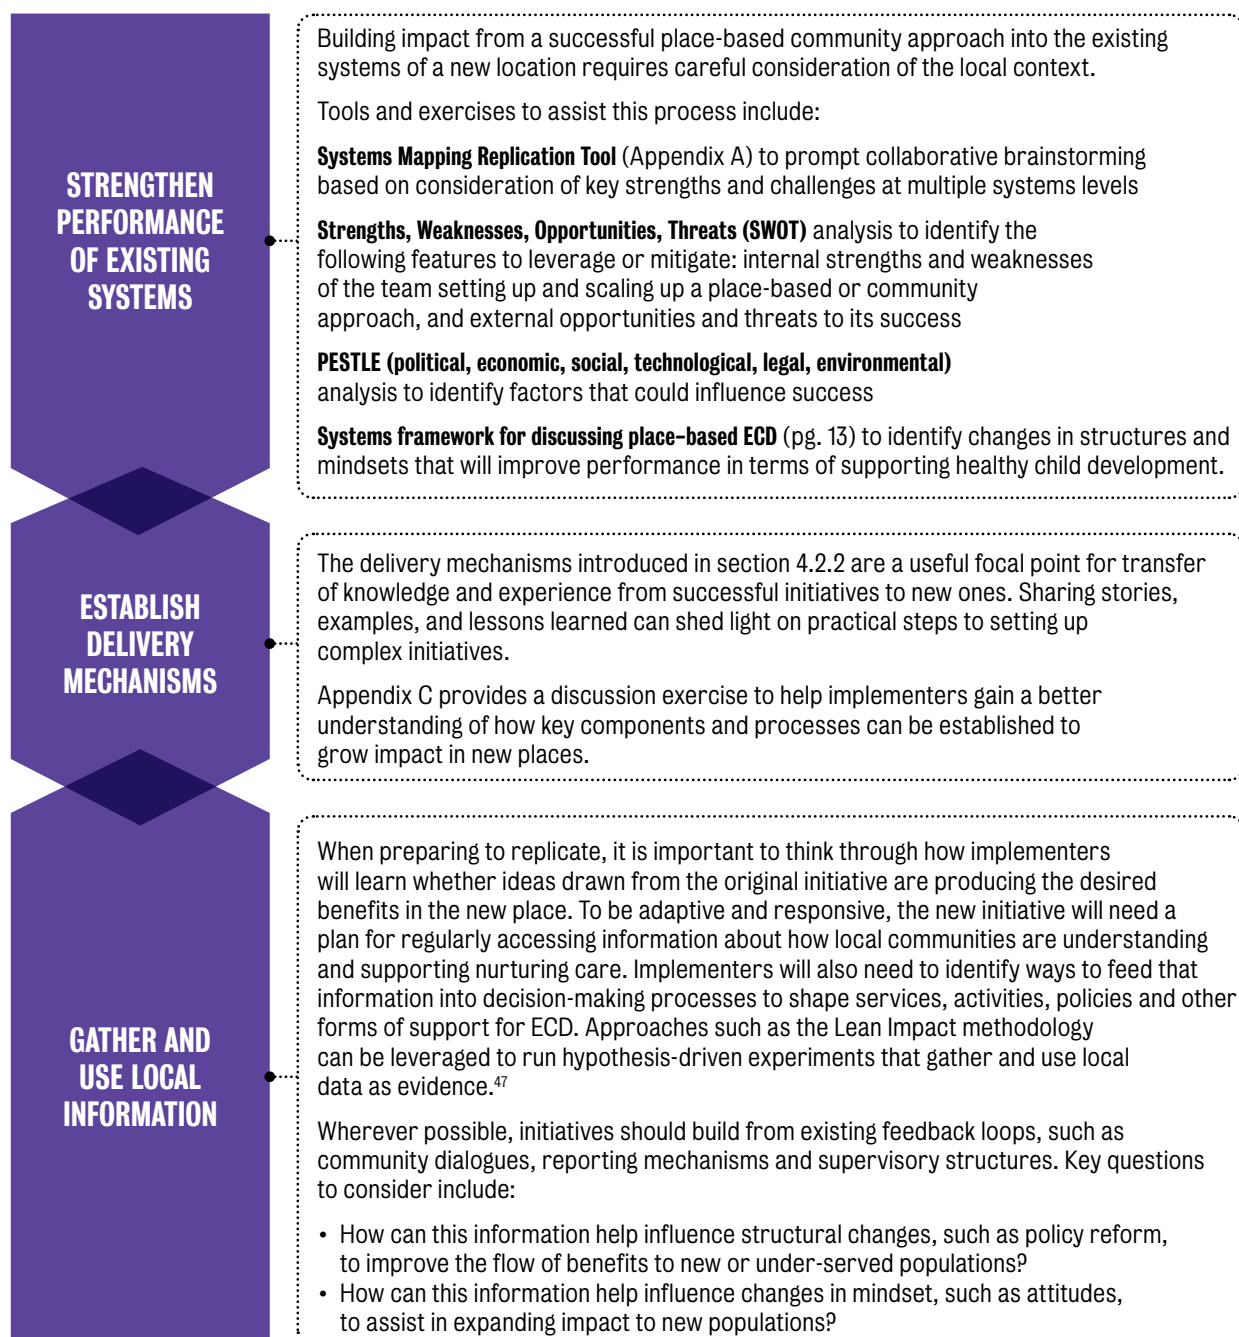 STRENGTHEN
PERFORMANCE
OF EXISTING
SYSTEMS
Building impact from a successful place-based community approach into the existing
systems of a new location requires careful consideration of the local context.
Tools and exercises to assist this process include:
Systems Mapping Replication Tool (Appendix A) to prompt collaborative brainstorming
based on consideration of key strengths and challenges at multiple systems levels
Strengths, Weaknesses, Opportunities, Threats (SWOT) analysis to identify the
following features to leverage or mitigate: internal strengths and weaknesses
of the team setting up and scaling up a place-based or community
approach, and external opportunities and threats to its success
PESTLE (political, economic, social, technological, legal, environmental)
analysis to identify factors that could influence success
Systems framework for discussing place-based ECD (pg. 13) to identify changes in structures and
mindsets that will improve performance in terms of supporting healthy child development.
ESTABLISH
DELIVERY
MECHANISMS
The delivery mechanisms introduced in section 4.2.2 are a useful focal point for transfer
of knowledge and experience from successful initiatives to new ones. Sharing stories,
examples, and lessons learned can shed light on practical steps to setting up
complex initiatives.
Appendix C provides a discussion exercise to help implementers gain a better
understanding of how key components and processes can be established to
grow impact in new places.
GATHER AND
USE LOCAL
INFORMATION
When preparing to replicate, it is important to think through how implementers
will learn whether ideas drawn from the original initiative are producing the desired
benefits in the new place. To be adaptive and responsive, the new initiative will need a
plan for regularly accessing information about how local communities are understanding
and supporting nurturing care. Implementers will also need to identify ways to feed that
information into decision-making processes to shape services, activities, policies and other
forms of support for ECD. Approaches such as the Lean Impact methodology
can be leveraged to run hypothesis-driven experiments that gather and use local
data as evidence.47
Wherever possible, initiatives should build from existing feedback loops, such as
community dialogues, reporting mechanisms and supervisory structures. Key questions
to consider include:
• How can this information help influence structural changes, such as policy reform,
to improve the flow of benefits to new or under-served populations?
• How can this information help influence changes in mindset, such as attitudes,
to assist in expanding impact to new populations?